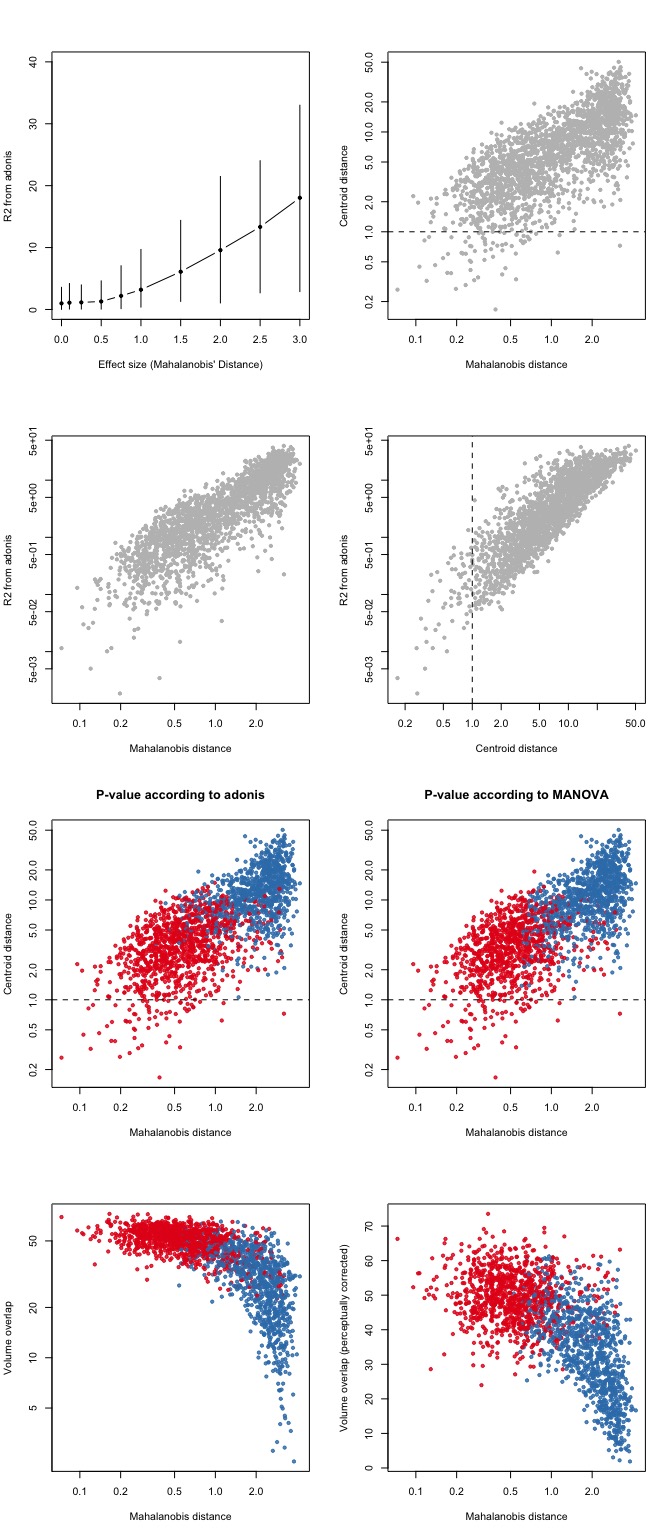 R2 from adonis
40
30
20
10
0
0.0 0.5 1.0 1.5 2.0 2.5 3.0
Effect size (Mahalanobis' Distance)
Centroid distance
50.0
20.0
10.0
5.0
2.0
1.0
0.5
0.2
0.1 0.2 0.5 1.0 2.0
Mahalanobis distance
R2 from adonis
5e+01
5e+00
5e-01
5e-02
5e-03
0.1 0.2 0.5 1.0 2.0
Mahalanobis distance
R2 from adonis
5e+01
5e+00
5e-01
5e-02
5e-03
0.2 0.5 1.0 2.0 5.0 10.0 50.0
Centroid distance
P-value according to adonis
Centroid distance
50.0
20.0
10.0
5.0
2.0
1.0
0.5
0.2
0.1 0.2 0.5 1.0 2.0
Mahalanobis distance
P-value according to MANOVA
Centroid distance
50.0
20.0
10.0
5.0
2.0
1.0
0.5
0.2
0.1 0.2 0.5 1.0 2.0
Mahalanobis distance
Volume overlap
50
20
10
5
0.1 0.2 0.5 1.0 2.0
Mahalanobis distance
Volume overlap (perceptually corrected)
70
60
50
40
30
20
10
0
0.1 0.2 0.5 1.0 2.0
Mahalanobis distance